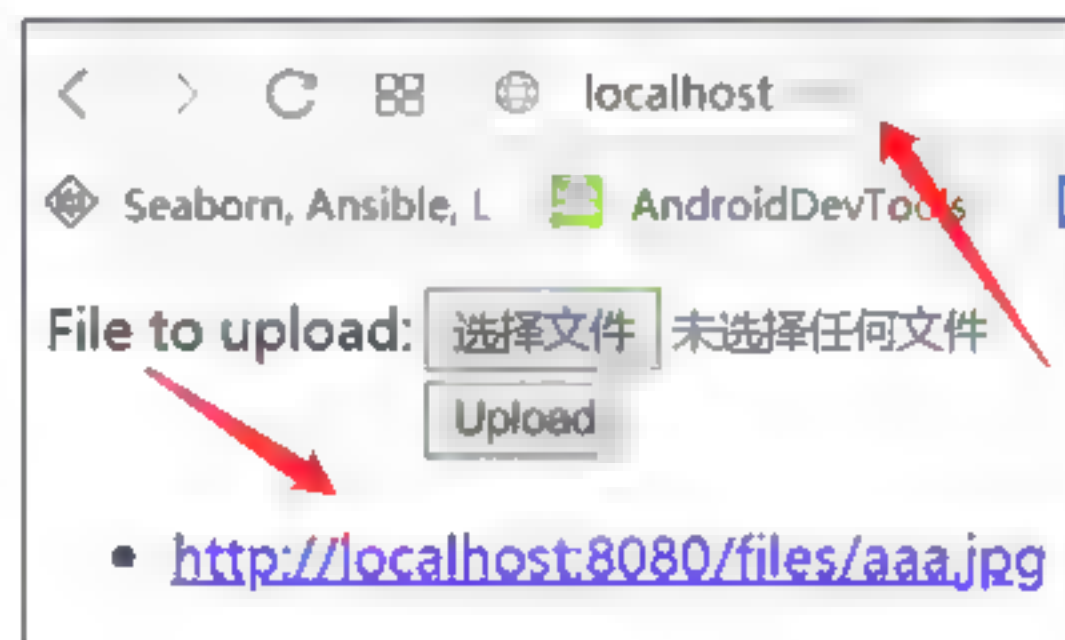 localhost
Seaborn, Ansible, L AndroidDevTools
File to upload: 选择文件 未选择任何文件
Upload
http://localhost:8080/files/aaa.jpg